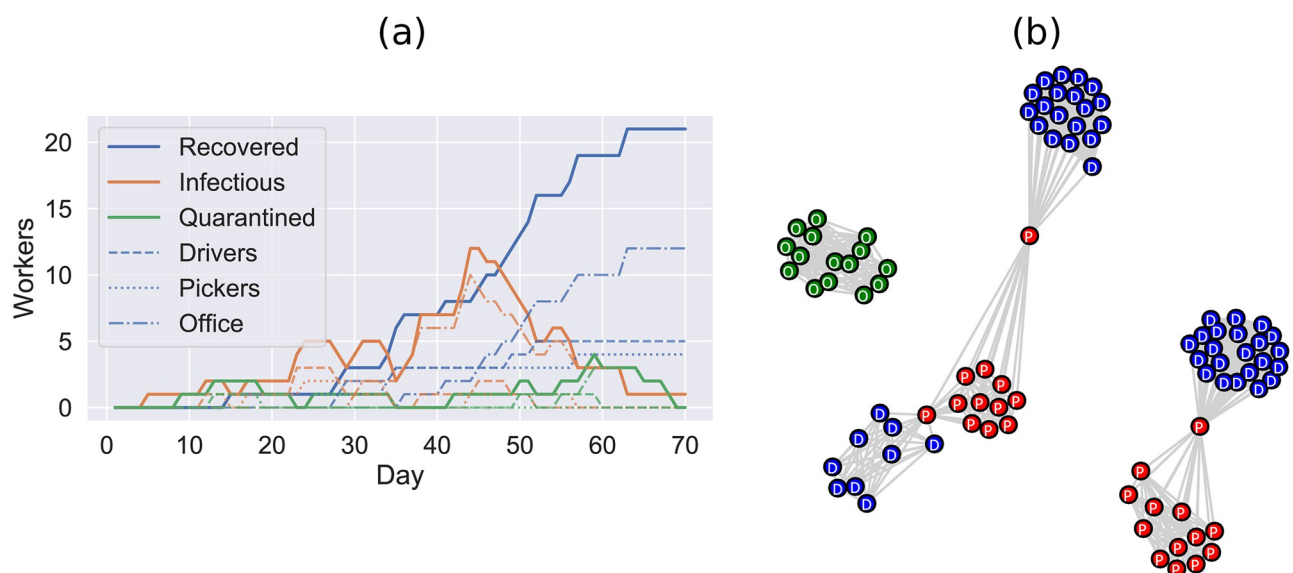 (a)
(b)
20
15
10
5
0
Workers
Recovered
Infectious
Quarantined
Drivers
Pickers
Office
0 10 20 30 40 50 60 70
Day
D D D D D D D D D D D D D D D D D D
P
O O O O O O O O O O O O O
D D D D D D D D D
P
P P P P P P P P P P
D D D D D D D D D D D D D D D D D D
P
P P P P P P P P P P P